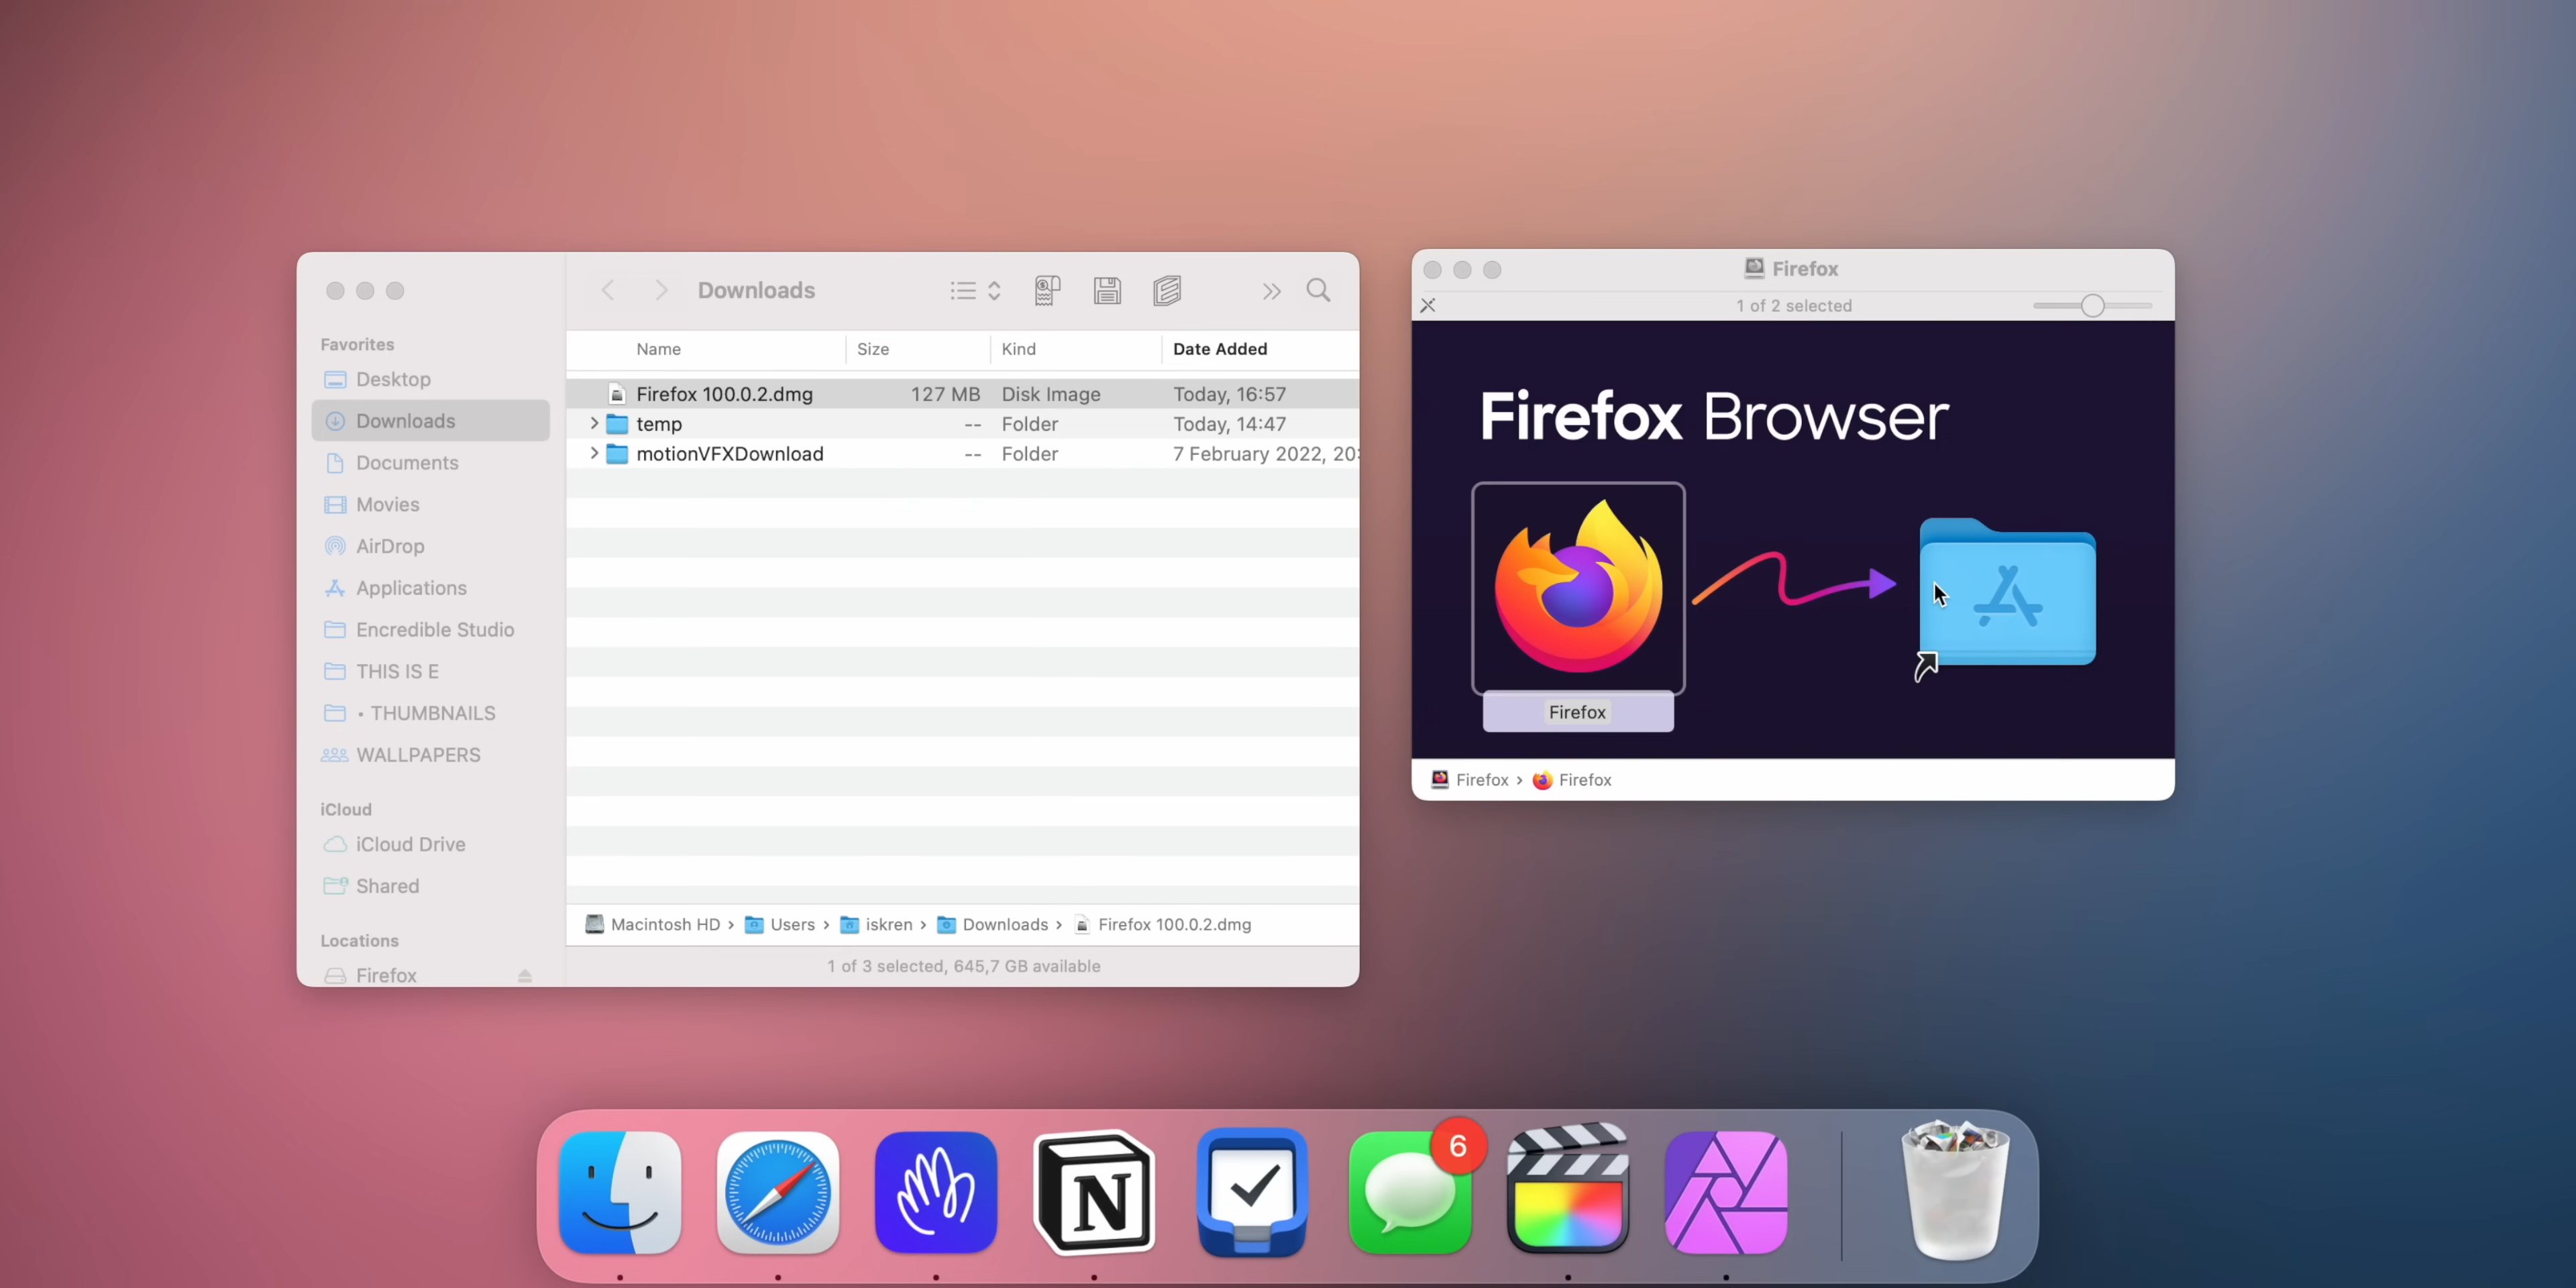 Downloads
Favorites
Desktop
Downloads
Documents
Movies
AirDrop
Applications
Encredible Studio
THIS IS E
• THUMBNAILS
WALLPAPERS
iCloud
iCloud Drive
Shared
Locations
Firefox
Name Size Kind Date Added
Firefox 100.0.2.dmg 127 MB Disk Image Today, 16:57
temp -- Folder Today, 14:47
motionVFXDownload -- Folder 7 February 2022, 20:
Macintosh HD › Users › iskren › Downloads › Firefox 100.0.2.dmg
1 of 3 selected, 645,7 GB available
Firefox
1 of 2 selected
Firefox Browser
Firefox
Firefox › Firefox
N
6